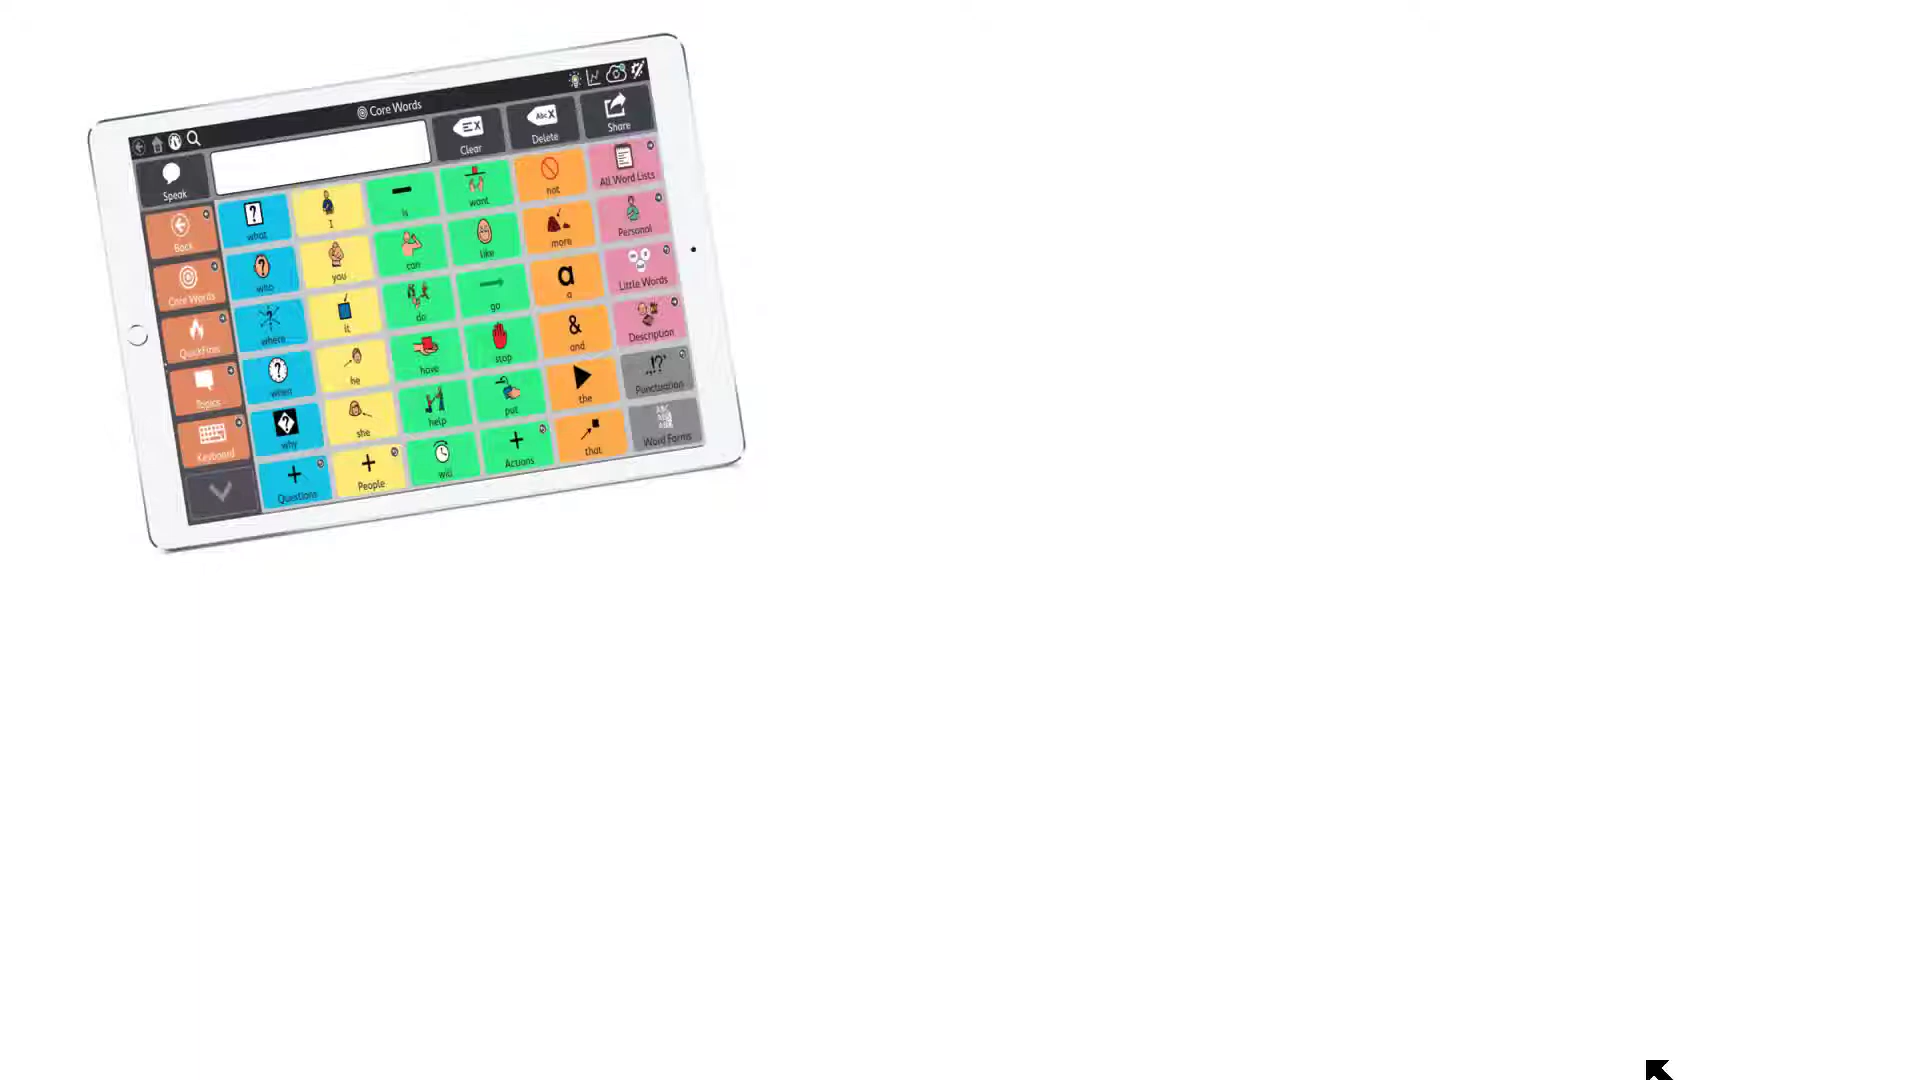 Core Words
Speak
Clear
Delete
Share
Back
what
I
is
want
not
All Word Lists
Core Words
who
you
can
like
more
Personal
QuickFires
where
it
do
go
a
a
Little Words
Topics
when
he
have
stop
&
and
Description
Keyboard
why
she
help
put
the
Punctuation
Questions
People
will
Actions
that
Word Forms